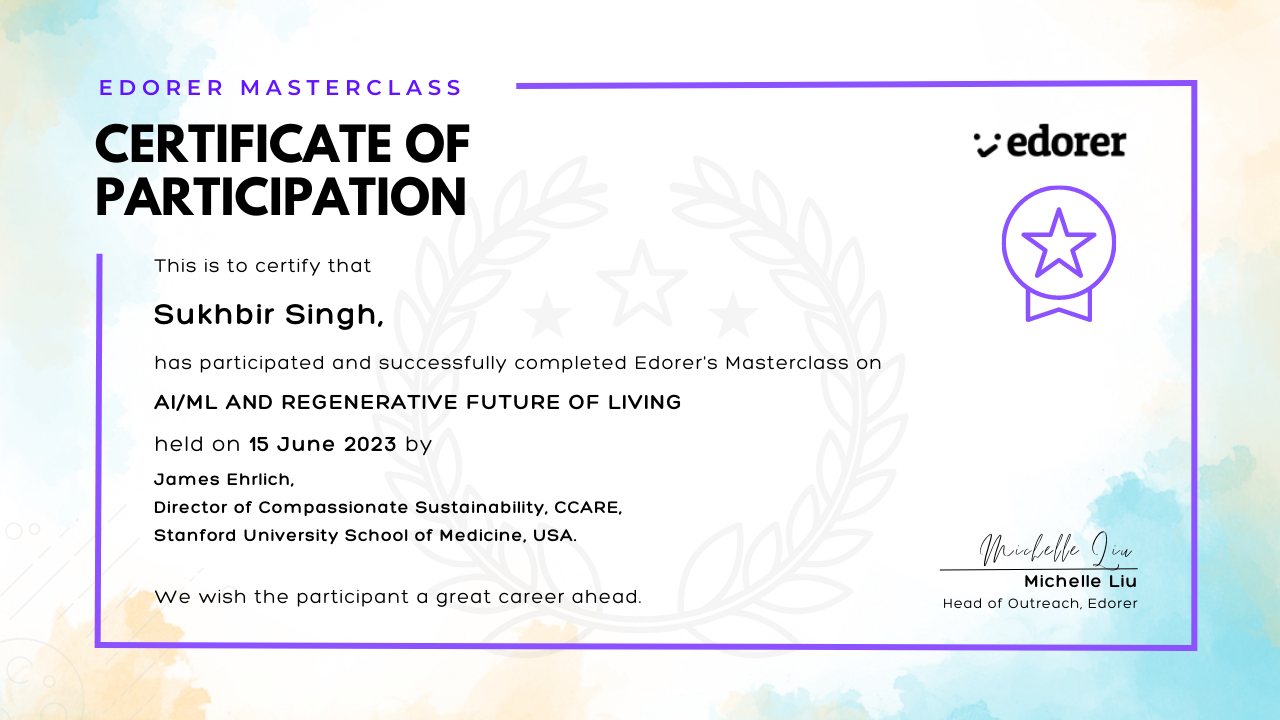 EDORER MASTERCLASS
CERTIFICATE OF
PARTICIPATION
edorer
This is to certify that
Sukhbir Singh,
has participated and successfully completed Edorer's Masterclass on
AI/ML AND REGENERATIVE FUTURE OF LIVING
held on 15 June 2023 by
James Ehrlich,
Director of Compassionate Sustainability, CCARE,
Stanford University School of Medicine, USA.
We wish the participant a great career ahead.
Michelle Liu
Michelle Liu
Head of Outreach, Edorer